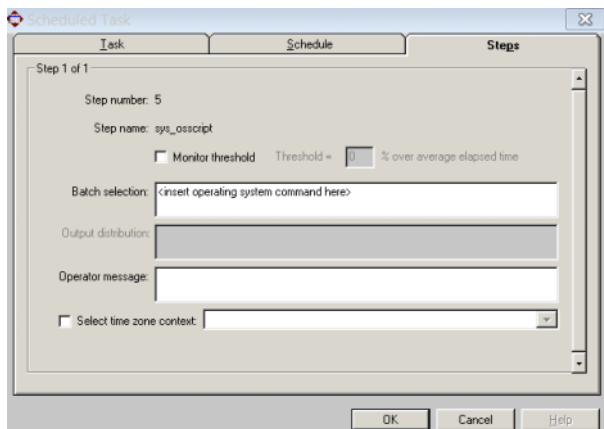 Scheduled Task
Task Schedule Steps
Step 1 of 1
Step number: 5
Step name: sys_osscript
Monitor threshold Threshold = 0 % over average elapsed time
Batch selection: <insert operating system command here>
Output distribution:
Operator message:
Select time zone context:
OK Cancel Help